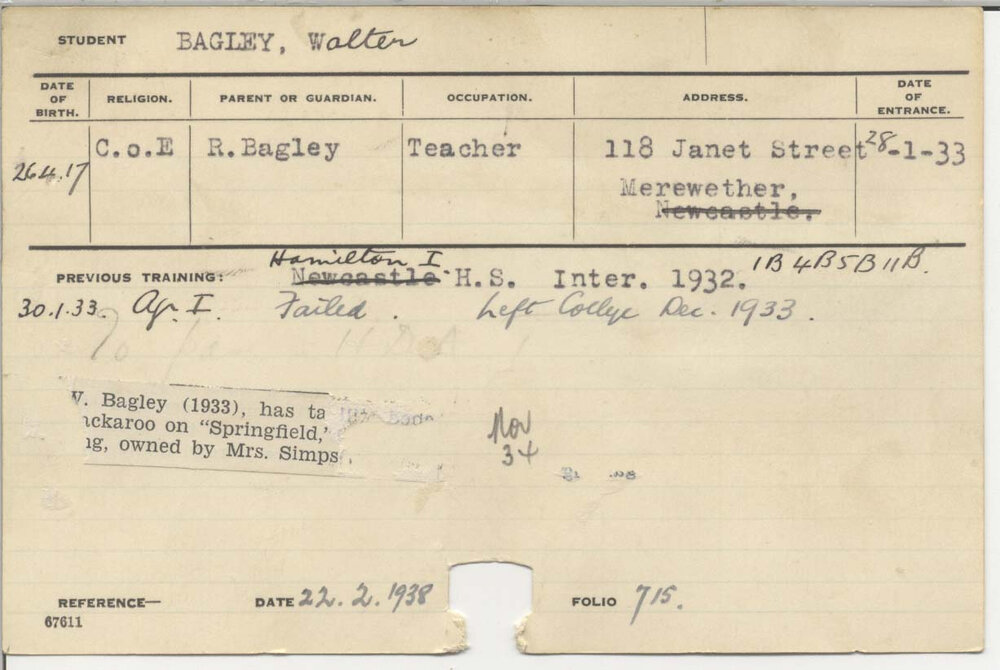 STUDENT BAGLEY, Walter
DATE OF BIRTH. RELIGION. PARENT OR GUARDIAN. OCCUPATION. ADDRESS. DATE OF ENTRANCE.
26.4.17 C.o.E R.Bagley Teacher 118 Janet Street 28-1-33
Merewether,
Newcastle.
Hamilton I
PREVIOUS TRAINING: Newcastle H.S. Inter. 1932. 1B 4B 5B 11B.
30.1.33. Ag. I. Failed. Left College Dec. 1933.
W. Bagley (1933), has ta
ackaroo on "Springfield,"
ng, owned by Mrs. Simps
Nov
34
REFERENCE— DATE 22.2.1938 FOLIO 715.
67611